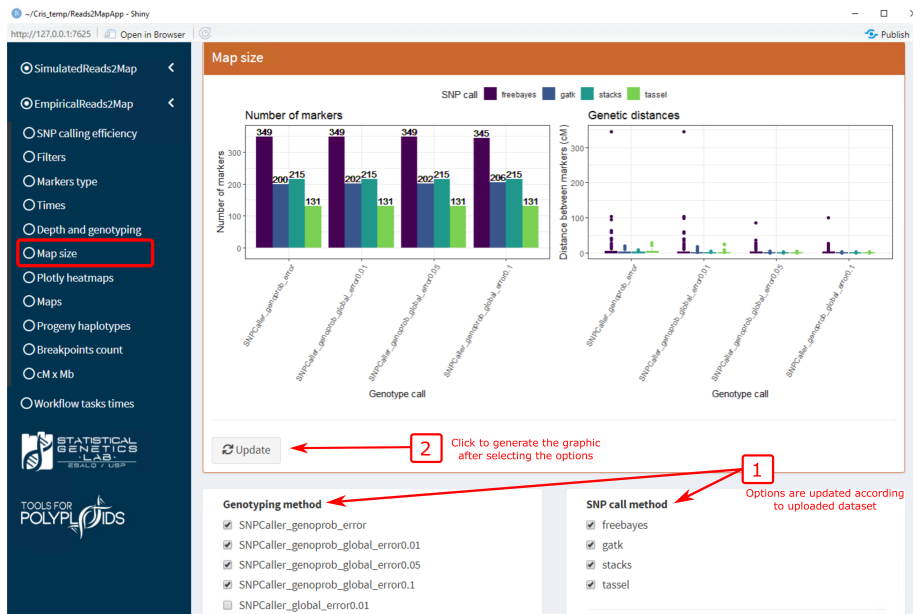 ~/Cris_temp/Reads2MapApp - Shiny
http://127.0.0.1:7625 Open in Browser Publish
SimulatedReads2Map
EmpiricalReads2Map
SNP calling efficiency
Filters
Markers type
Times
Depth and genotyping
Map size
Plotly heatmaps
Maps
Progeny haplotypes
Breakpoints count
cM x Mb
Workflow tasks times
STATISTICAL
GENETICS
·LAB·
ESALQ / USP
TOOLS FOR
POLYPLOIDS
Map size
SNP call freebayes gatk stacks tassel
Number of markers
349 349 349 345
200 215 202 215 202 215 206 215
131 131 131 131
Number of markers
300
200
100
0
SNPCaller_genoprob_error
SNPCaller_genoprob_global_error0.01
SNPCaller_genoprob_global_error0.05
SNPCaller_genoprob_global_error0.1
Genotype call
Genetic distances
Distance between markers (cM)
300
200
100
0
SNPCaller_genoprob_error
SNPCaller_genoprob_global_error0.01
SNPCaller_genoprob_global_error0.05
SNPCaller_genoprob_global_error0.1
Genotype call
Update
2
Click to generate the graphic
after selecting the options
1
Options are updated according
to uploaded dataset
Genotyping method
SNPCaller_genoprob_error
SNPCaller_genoprob_global_error0.01
SNPCaller_genoprob_global_error0.05
SNPCaller_genoprob_global_error0.1
SNPCaller_global_error0.01
SNP call method
freebayes
gatk
stacks
tassel